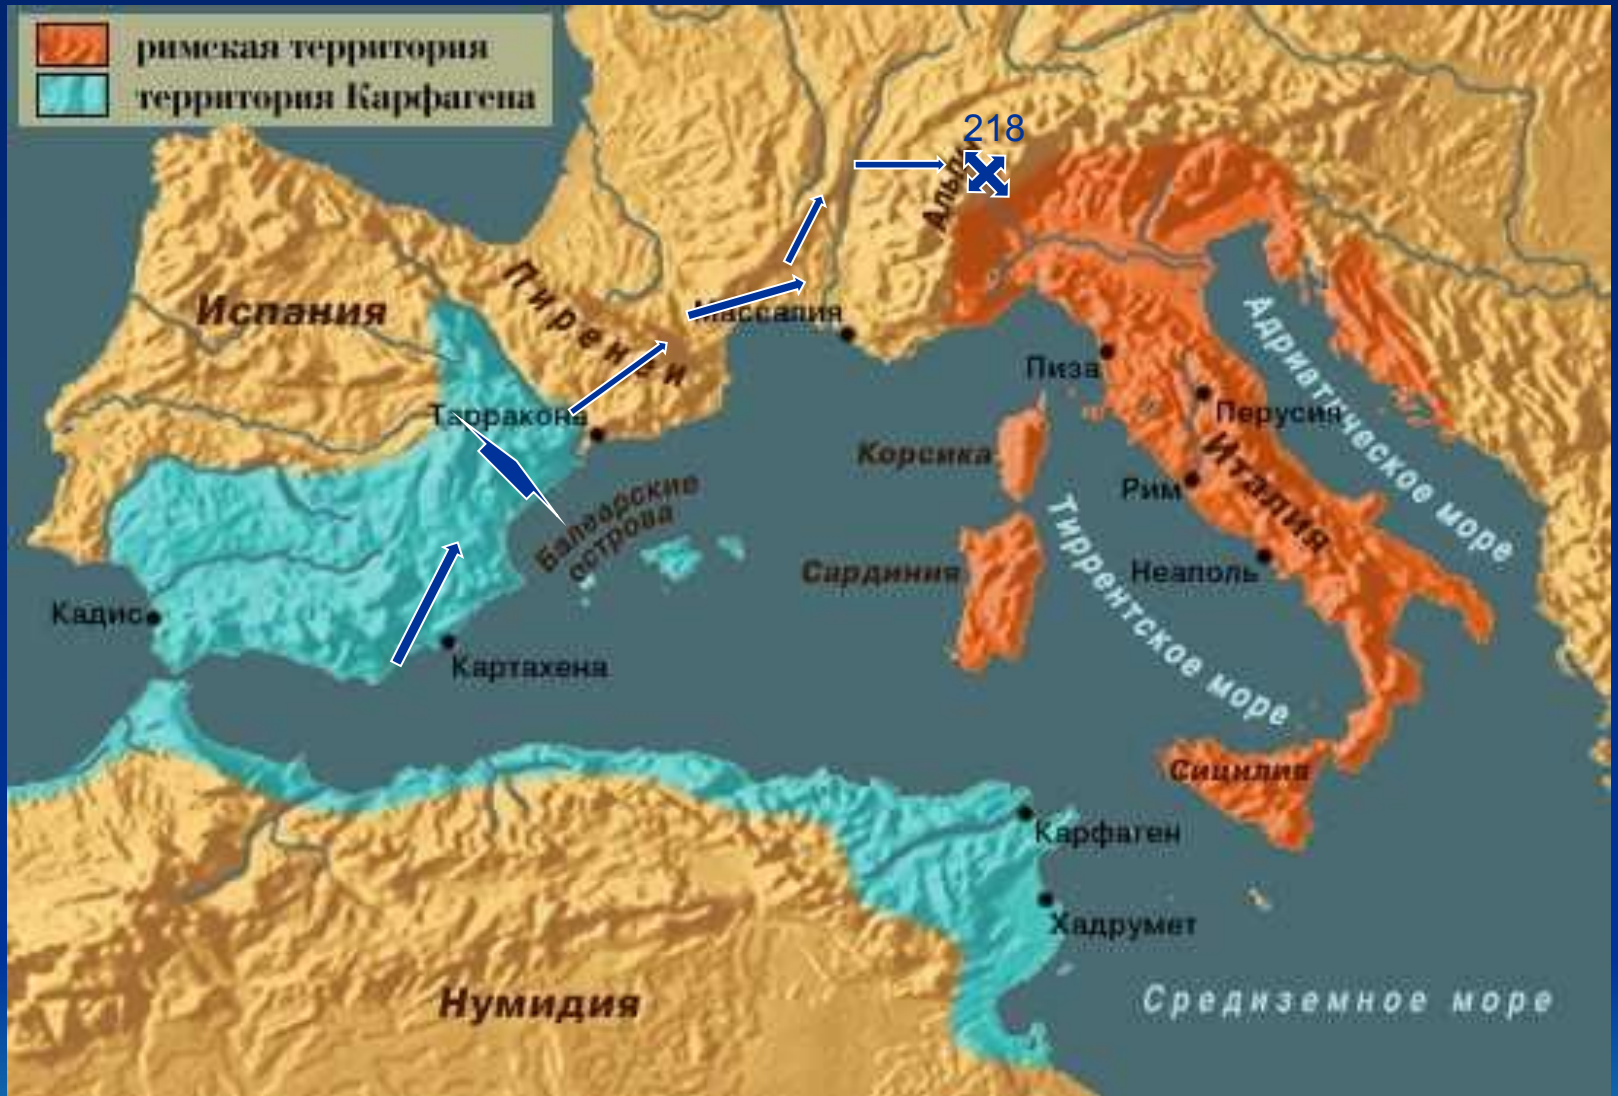 римская территория
территория Карфагена
218
Альпы
Испания
Пиренеи
Массалия
Адриатическое море
Пиза
Перусия
Тарракона
Корсика
Италия
Рим
Балеарские
острова
Тиррентское море
Сардиния
Неаполь
Кадис
Картахена
Сицилия
Карфаген
Хадрумет
Нумидия
Средиземное море